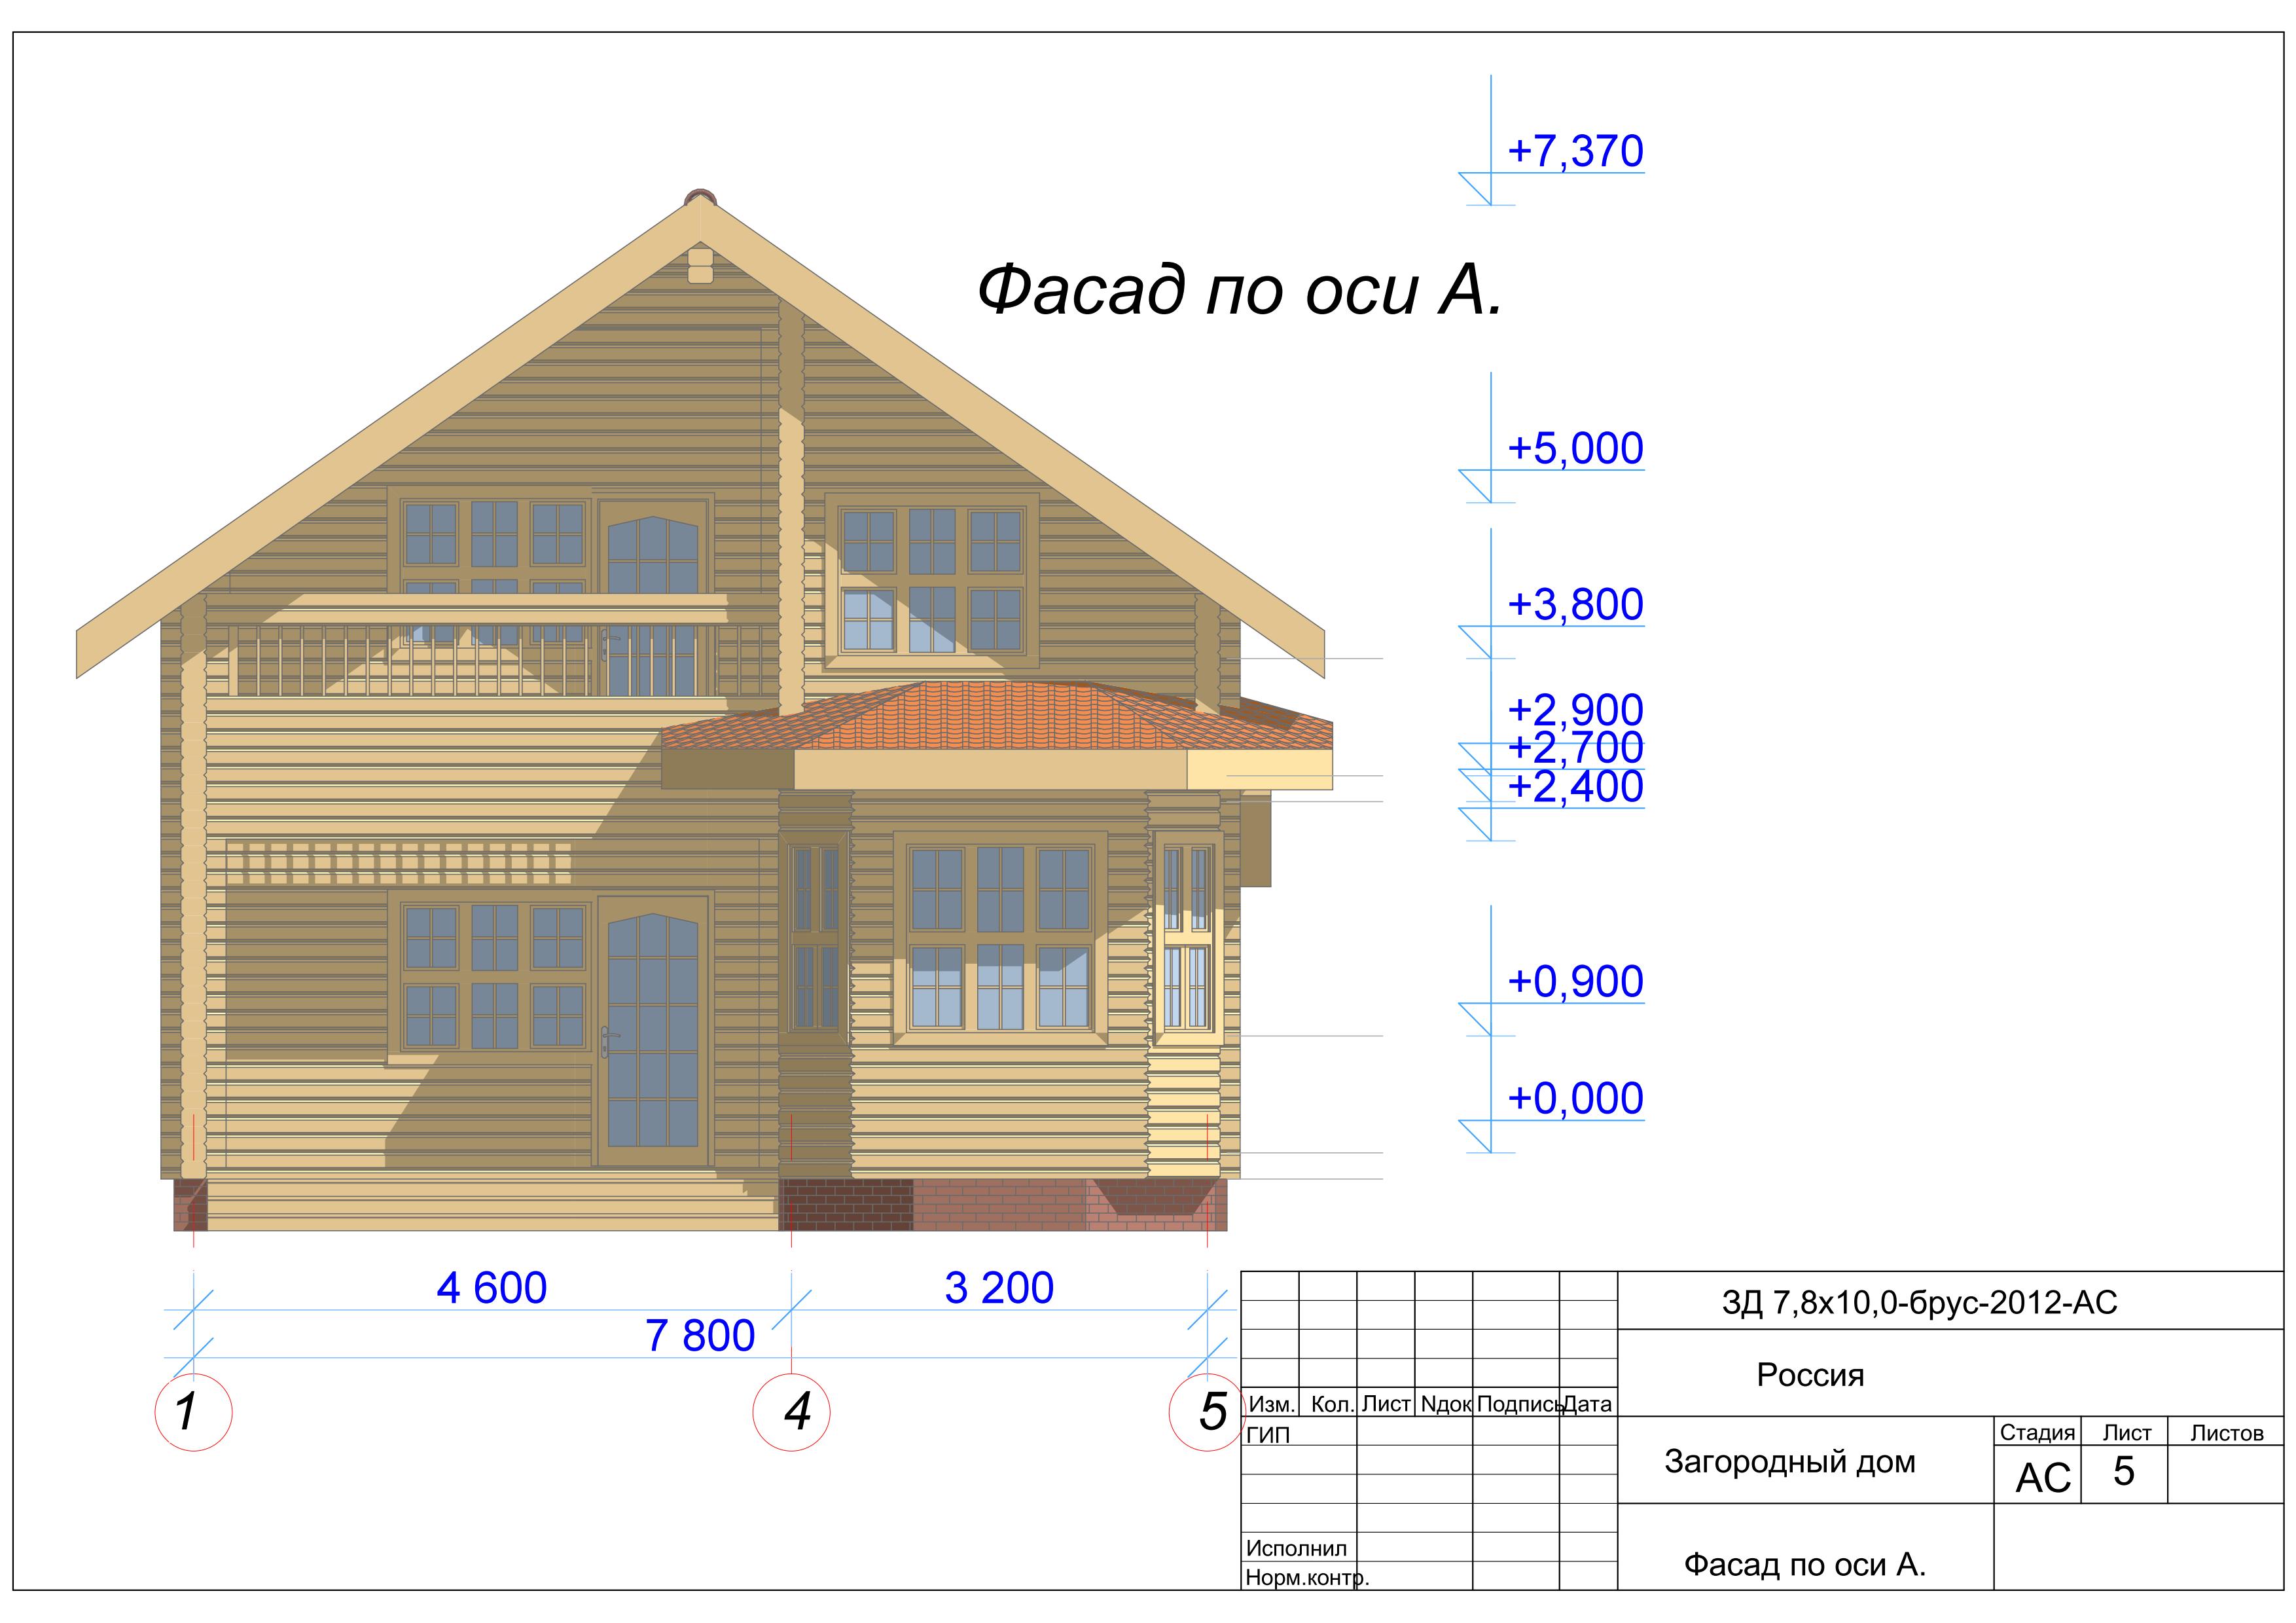 +7,370
Фасад по оси А.
+5,000
+3,800
+2,900
+2,700
+2,400
+0,900
+0,000
4 600
3 200
7 800
1
4
5
ЗД 7,8х10,0-брус-2012-АС
Россия
Изм. Кол. Лист Nдок Подпись Дата
ГИП
Загородный дом
Стадия Лист Листов
АС 5
Исполнил
Норм.контр.
Фасад по оси А.